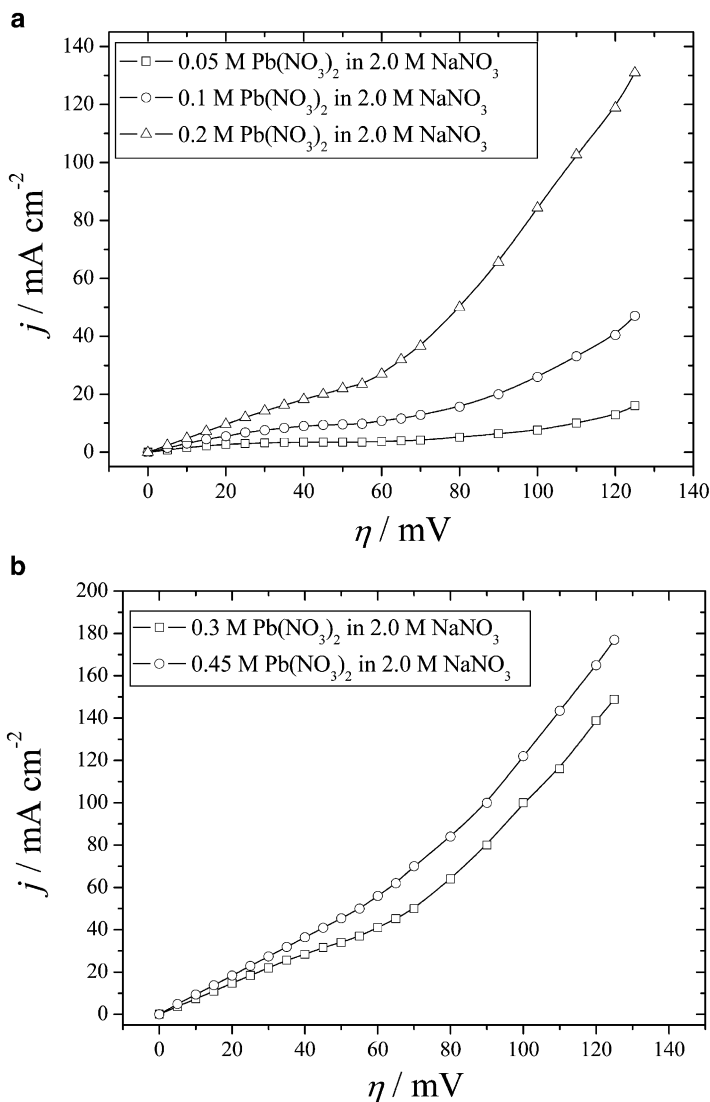 a
140
120
100
80
60
40
20
0
j / mA cm⁻²
0.05 M Pb(NO₃)₂ in 2.0 M NaNO₃
0.1 M Pb(NO₃)₂ in 2.0 M NaNO₃
0.2 M Pb(NO₃)₂ in 2.0 M NaNO₃
0 20 40 60 80 100 120 140
η / mV
b
200
180
160
140
120
100
80
60
40
20
0
j / mA cm⁻²
0.3 M Pb(NO₃)₂ in 2.0 M NaNO₃
0.45 M Pb(NO₃)₂ in 2.0 M NaNO₃
0 20 40 60 80 100 120 140
η / mV